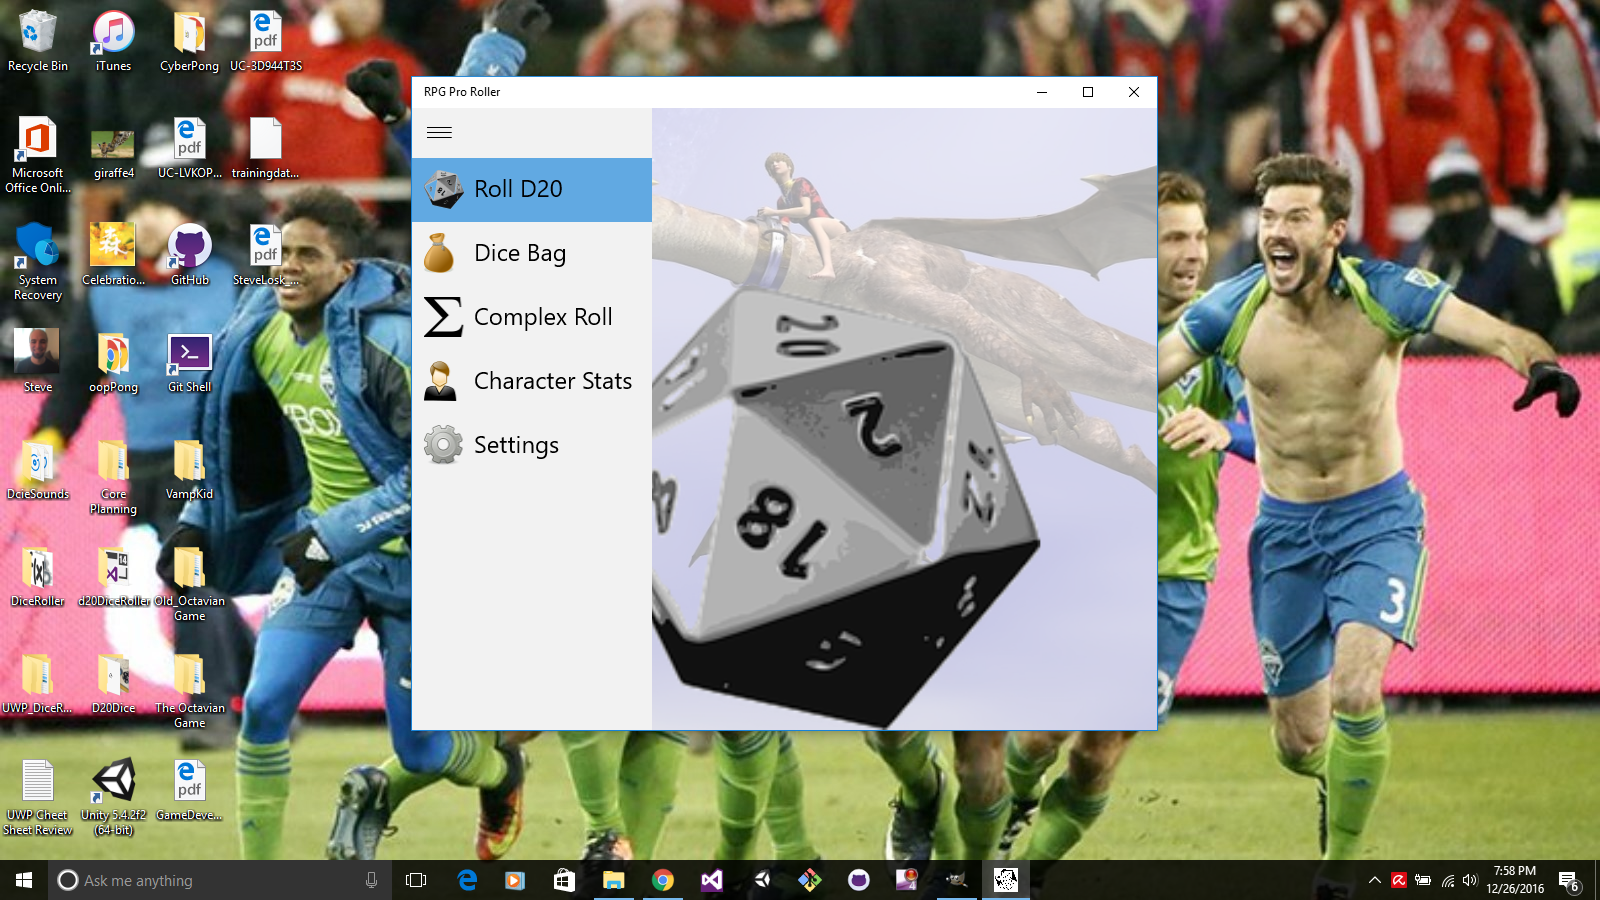 Recycle Bin
iTunes
CyberPong
UC-3D944T3S
Microsoft
Office Onli...
giraffe4
UC-LVKOP...
trainingdat...
System
Recovery
Celebratio...
GitHub
SteveLosk_...
Steve
oopPong
Git Shell
DcieSounds
Core
Planning
VampKid
DiceRoller
d20DiceRoller
Old_Octavian
Game
UWP_DiceR...
D20Dice
The Octavian
Game
UWP Cheet
Sheet Review
Unity 5.4.2f2
(64-bit)
GameDeve...
RPG Pro Roller
Roll D20
Dice Bag
Complex Roll
Character Stats
Settings
20
2
18
12
3
Ask me anything
7:58 PM
12/26/2016
6